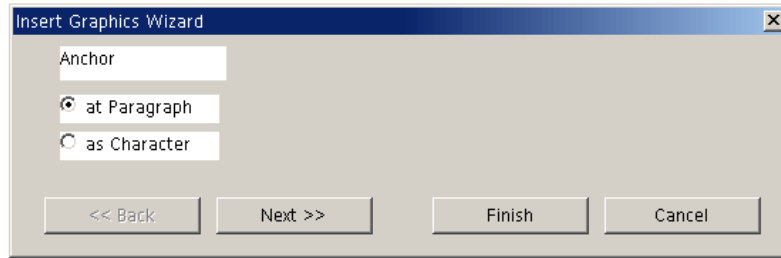 Insert Graphics Wizard
Anchor
at Paragraph
as Character
<< Back Next >> Finish Cancel